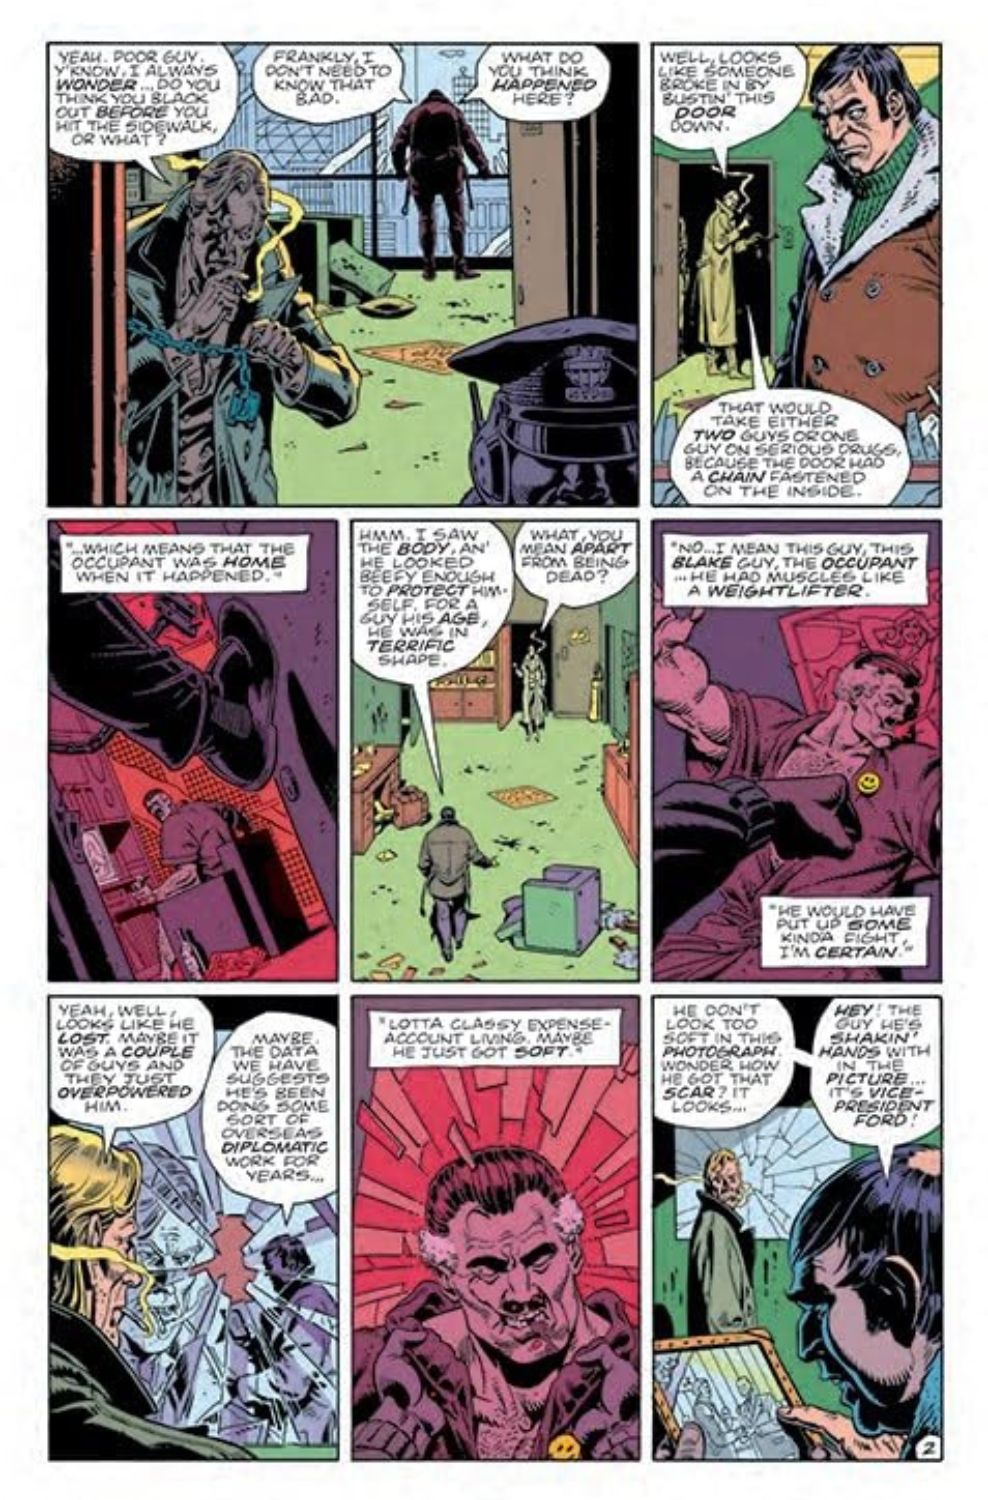 YEAH. POOR GUY.
Y'KNOW, I ALWAYS
WONDER... DO YOU
THINK YOU BLACK
OUT BEFORE YOU
HIT THE SIDEWALK,
OR WHAT?
FRANKLY, I
DON'T NEED TO
KNOW THAT
BAD.
WHAT DO
YOU THINK
HAPPENED
HERE?
WELL, LOOKS
LIKE SOMEONE
BROKE IN BY
BUSTIN' THIS
DOOR
DOWN.
THAT WOULD
TAKE EITHER
TWO GUYS OR ONE
GUY ON SERIOUS DRUGS,
BECAUSE THE DOOR HAD
A CHAIN FASTENED
ON THE INSIDE..
"...WHICH MEANS THAT THE
OCCUPANT WAS HOME
WHEN IT HAPPENED."
HMM. I SAW
THE BODY, AN'
HE LOOKED
BEEFY ENOUGH
TO PROTECT HIM-
SELF. FOR A
GUY HIS AGE,
HE WAS IN
TERRIFIC
SHAPE.
WHAT, YOU
MEAN APART
FROM BEING
DEAD?
"NO...I MEAN THIS GUY, THIS
BLAKE GUY, THE OCCUPANT
...HE HAD MUSCLES LIKE
A WEIGHTLIFTER.
"HE WOULD HAVE
PUT UP SOME
KINDA FIGHT,
I'M CERTAIN."
YEAH, WELL,
LOOKS LIKE HE
LOST. MAYBE IT
WAS A COUPLE
OF GUYS AND
THEY JUST
OVERPOWERED
HIM.
MAYBE.
THE DATA
WE HAVE
SUGGESTS
HE'S BEEN
DOING SOME
SORT OF
OVERSEAS
DIPLOMATIC
WORK FOR
YEARS...
"LOTTA CLASSY EXPENSE-
ACCOUNT LIVING. MAYBE
HE JUST GOT SOFT."
HE DON'T
LOOK TOO
SOFT IN THIS
PHOTOGRAPH.
WONDER HOW
HE GOT THAT
SCAR? IT
LOOKS...
HEY! THE
GUY HE'S
SHAKIN'
HANDS WITH
IN THE
PICTURE...
IT'S VICE-
PRESIDENT
FORD!
2